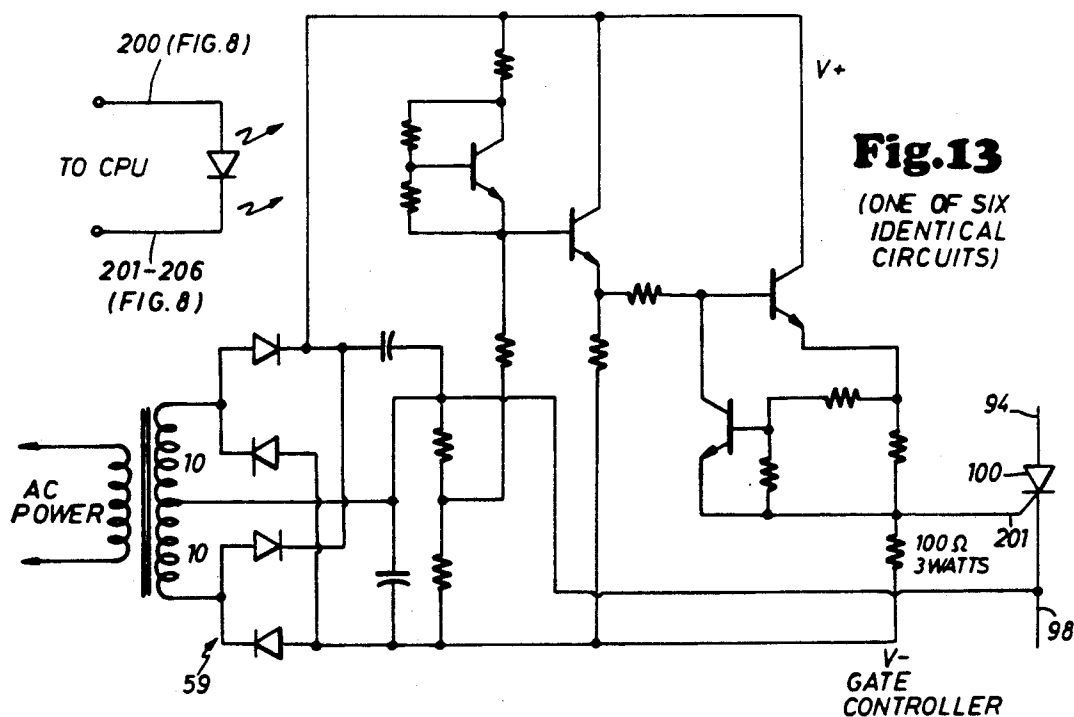 200 (FIG.8)
TO CPU
201-206
(FIG.8)
V+
Fig.13
(ONE OF SIX
IDENTICAL
CIRCUITS)
AC
POWER
10
10
59
94
100
201
100 Ω
3WATTS
98
V-
GATE
CONTROLLER